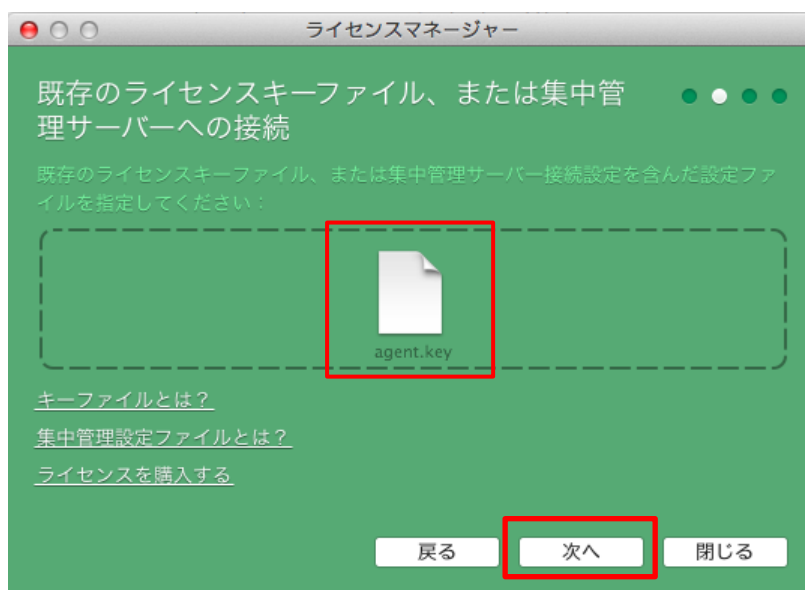 ライセンスマネージャー
既存のライセンスキーファイル、または集中管
理サーバーへの接続
既存のライセンスキーファイル、または集中管理サーバー接続設定を含んだ設定ファ
イルを指定してください：
agent.key
キーファイルとは？
集中管理設定ファイルとは？
ライセンスを購入する
戻る 次へ 閉じる